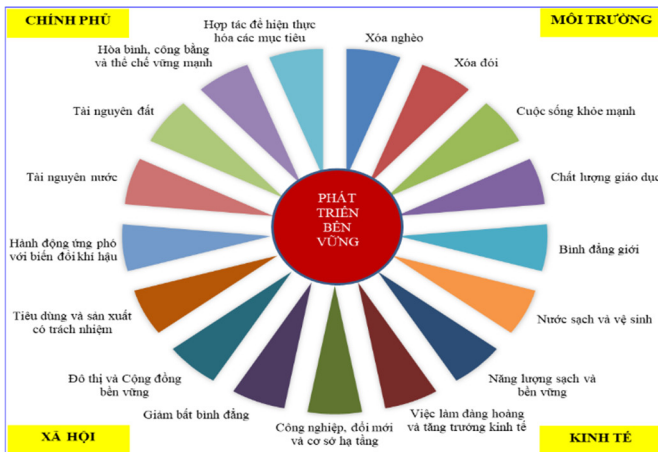 CHÍNH PHỦ
MÔI TRƯỜNG
Hợp tác để hiện thực
hóa các mục tiêu
Xóa nghèo
Hòa bình, công bằng
và thể chế vững mạnh
Xóa đói
Tài nguyên đất
Cuộc sống khỏe mạnh
Tài nguyên nước
Chất lượng giáo dục
PHÁT
TRIỂN
BỀN
VỮNG
Hành động ứng phó
với biến đổi khí hậu
Bình đẳng giới
Tiêu dùng và sản xuất
có trách nhiệm
Nước sạch và vệ sinh
Đô thị và Cộng đồng
bền vững
Năng lượng sạch và
bền vững
Giảm bất bình đẳng
Công nghiệp, đổi mới
và cơ sở hạ tầng
Việc làm đàng hoàng
và tăng trưởng kinh tế
XÃ HỘI
KINH TẾ